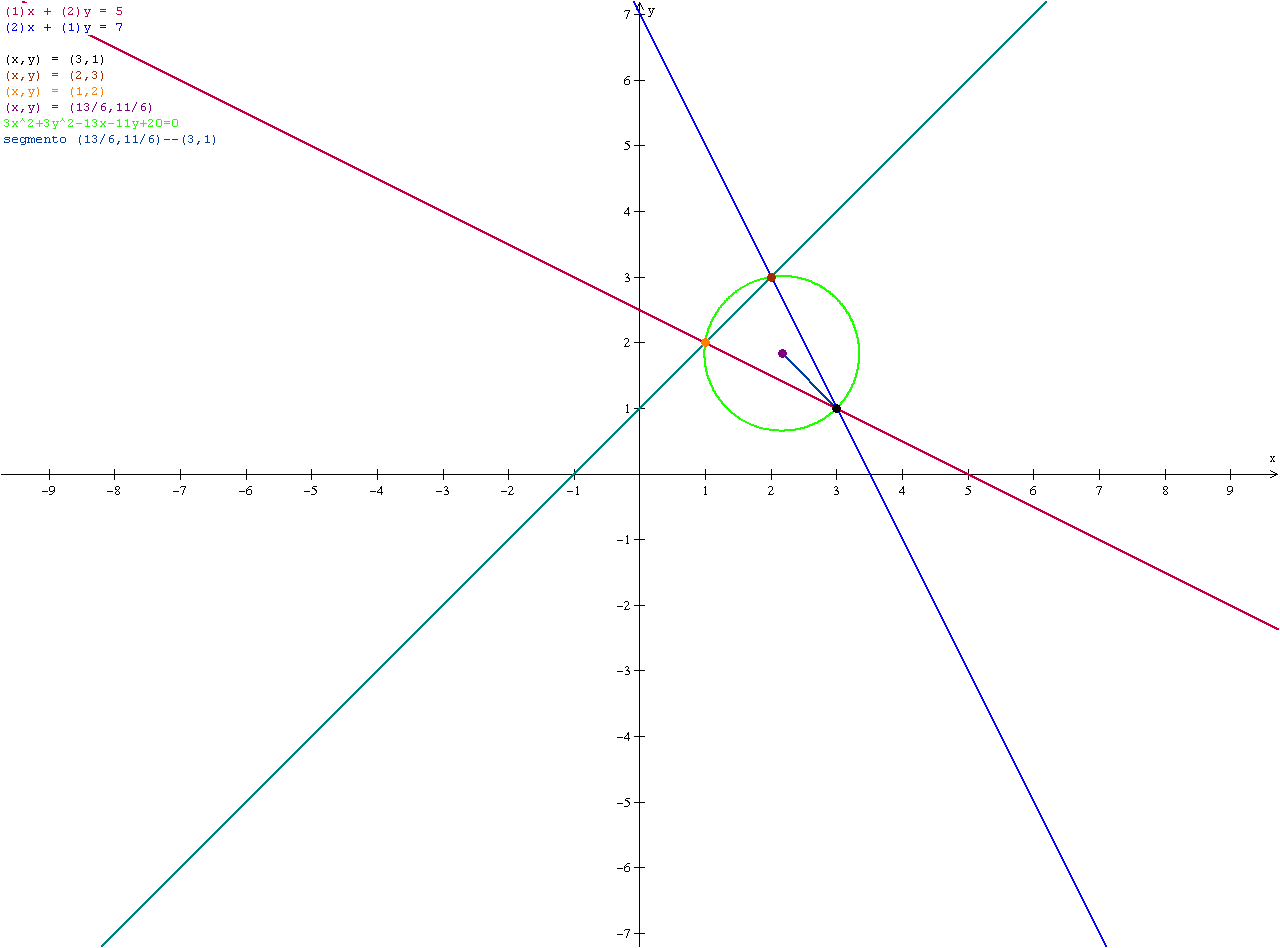 (1)x + (2)y = 5
(2)x + (1)y = 7
(x,y) = (3,1)
(x,y) = (2,3)
(x,y) = (1,2)
(x,y) = (13/6,11/6)
3x^2+3y^2-13x-11y+20=0
segmento (13/6,11/6)--(3,1)
y
7
6
5
4
3
2
1
x
-9 -8 -7 -6 -5 -4 -3 -2 -1 1 2 3 4 5 6 7 8 9
-1
-2
-3
-4
-5
-6
-7